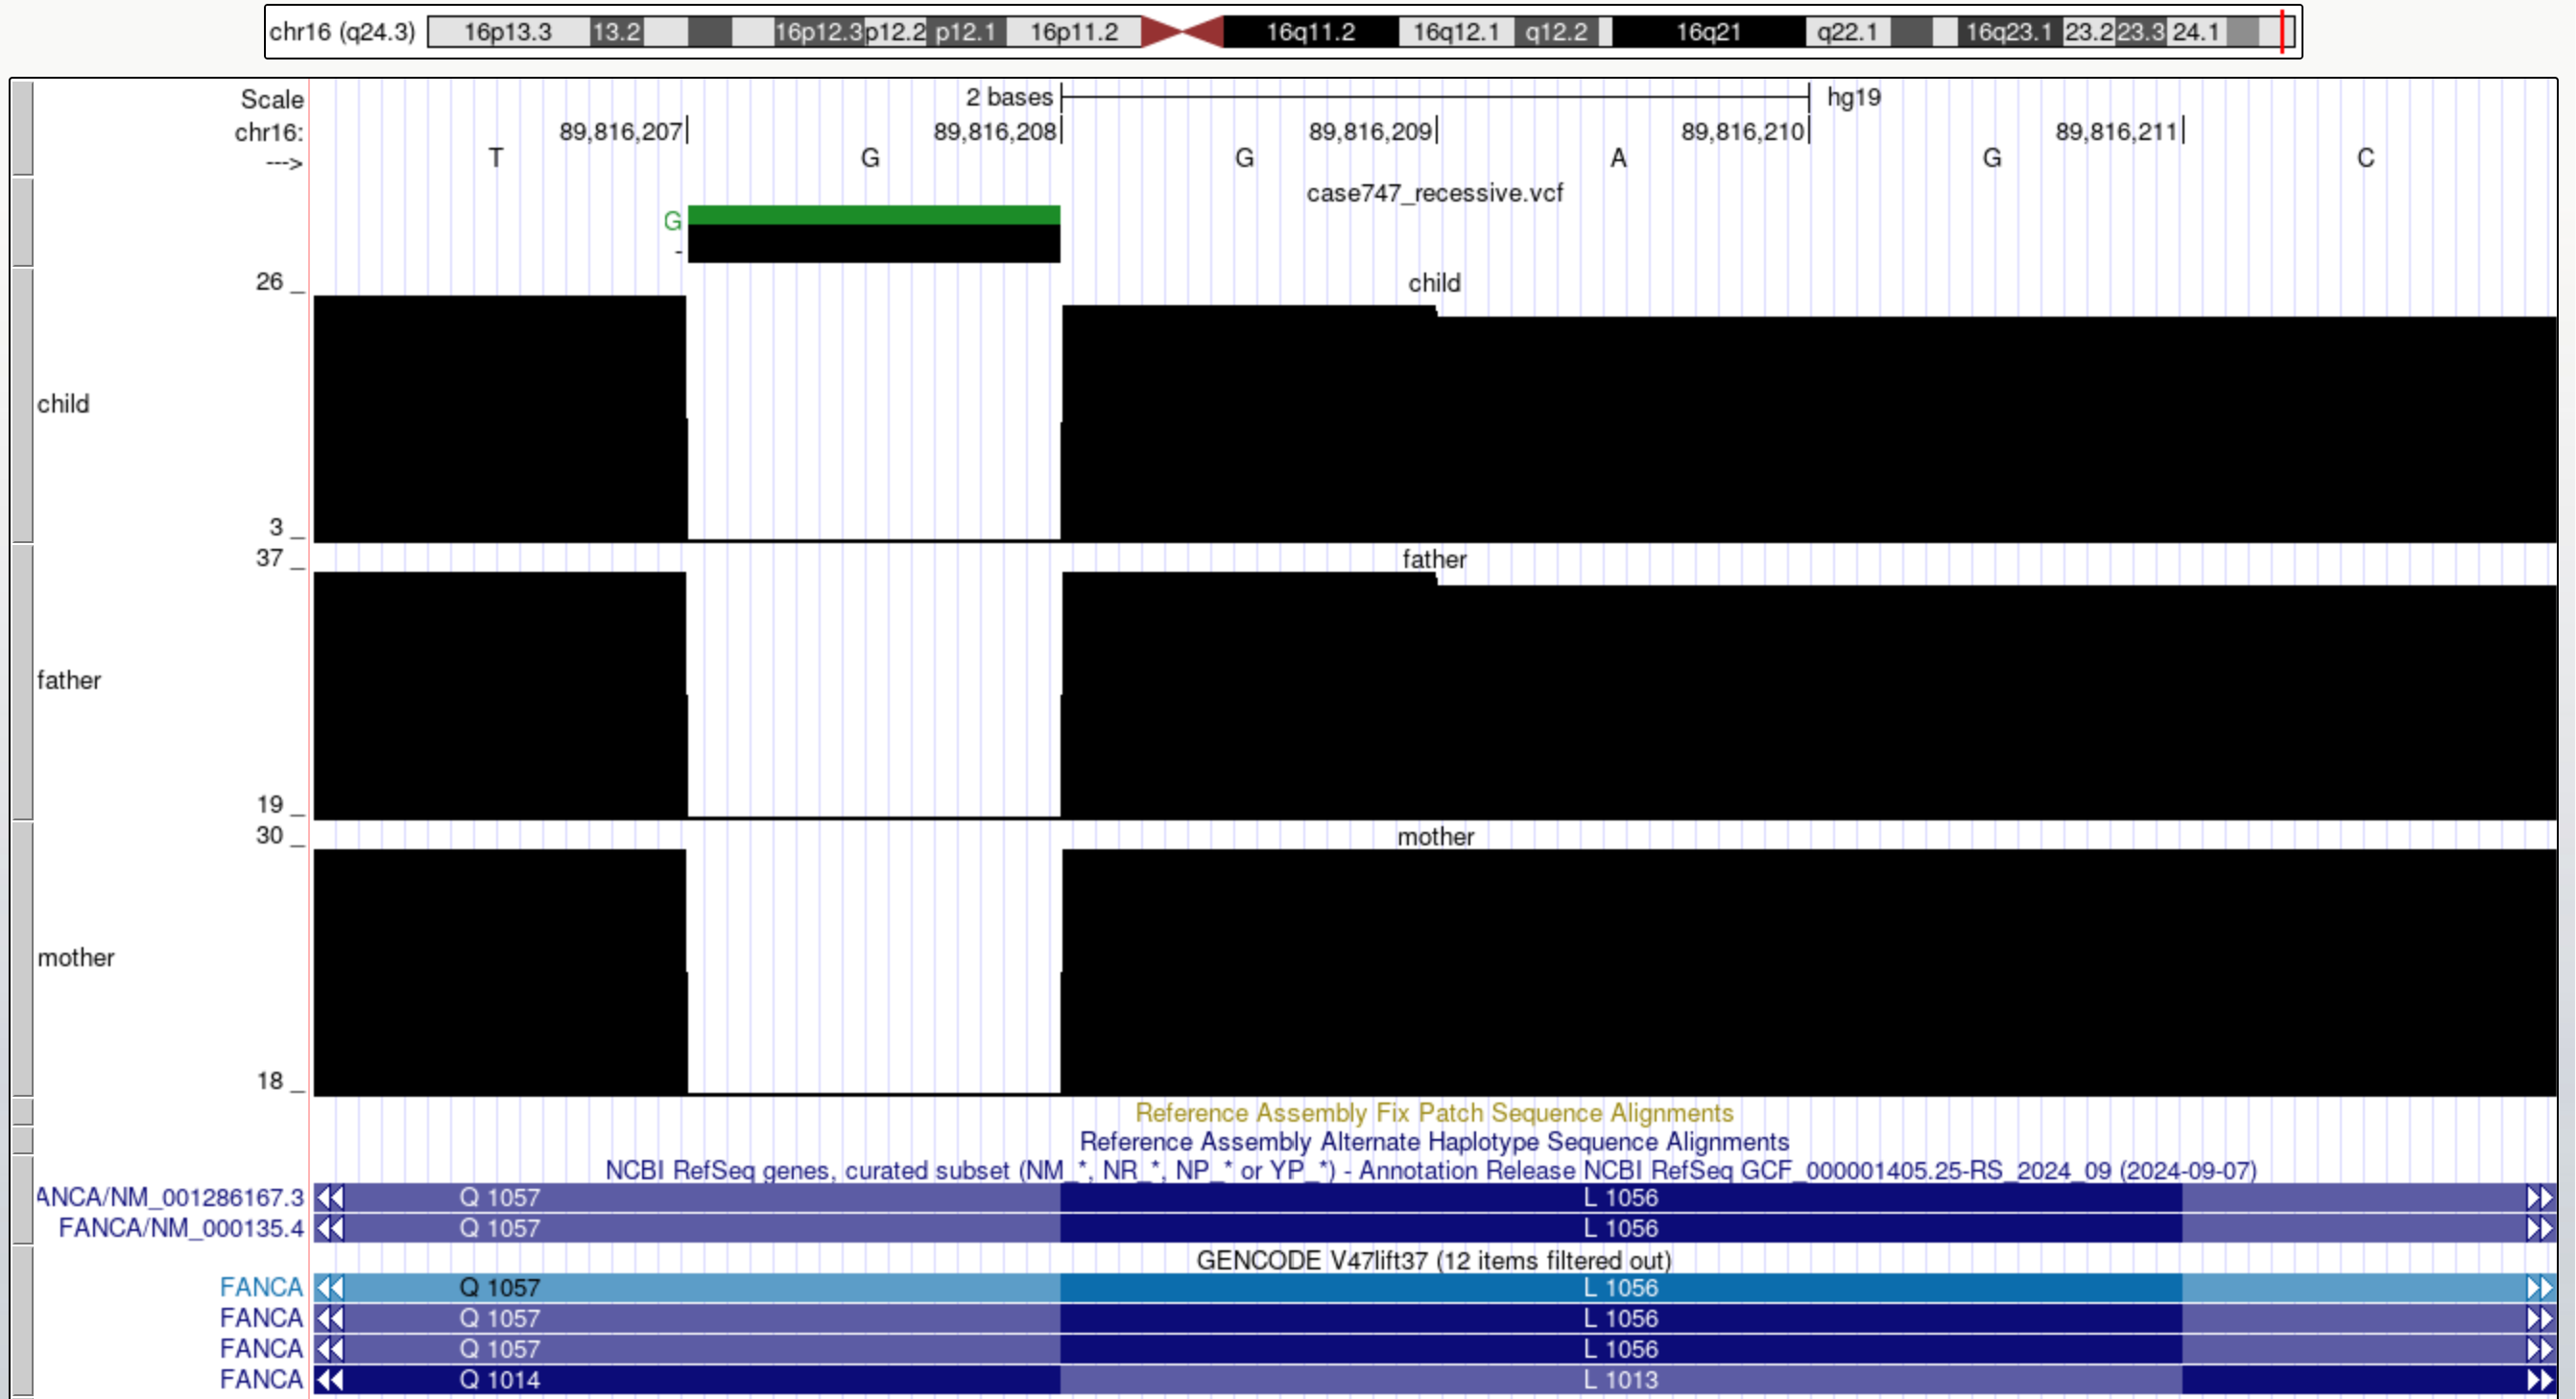 chr16 (q24.3) 16p13.3 13.2 16p12.3 p12.2 p12.1 16p11.2 16q11.2 16q12.1 q12.2 16q21 q22.1 16q23.1 23.2 23.3 24.1
Scale 2 bases hg19
chr16: 89,816,207 89,816,208 89,816,209 89,816,210 89,816,211
---> T G G A G C
case747_recessive.vcf
G
-
26 _ child
child
3 _
37 _ father
father
19 _
30 _ mother
mother
18 _
Reference Assembly Fix Patch Sequence Alignments
Reference Assembly Alternate Haplotype Sequence Alignments
NCBI RefSeq genes, curated subset (NM_*, NR_*, NP_* or YP_*) - Annotation Release NCBI RefSeq GCF_000001405.25-RS_2024_09 (2024-09-07)
ANCA/NM_001286167.3 Q 1057 L 1056
FANCA/NM_000135.4 Q 1057 L 1056
GENCODE V47lift37 (12 items filtered out)
FANCA Q 1057 L 1056
FANCA Q 1057 L 1056
FANCA Q 1057 L 1056
FANCA Q 1014 L 1013